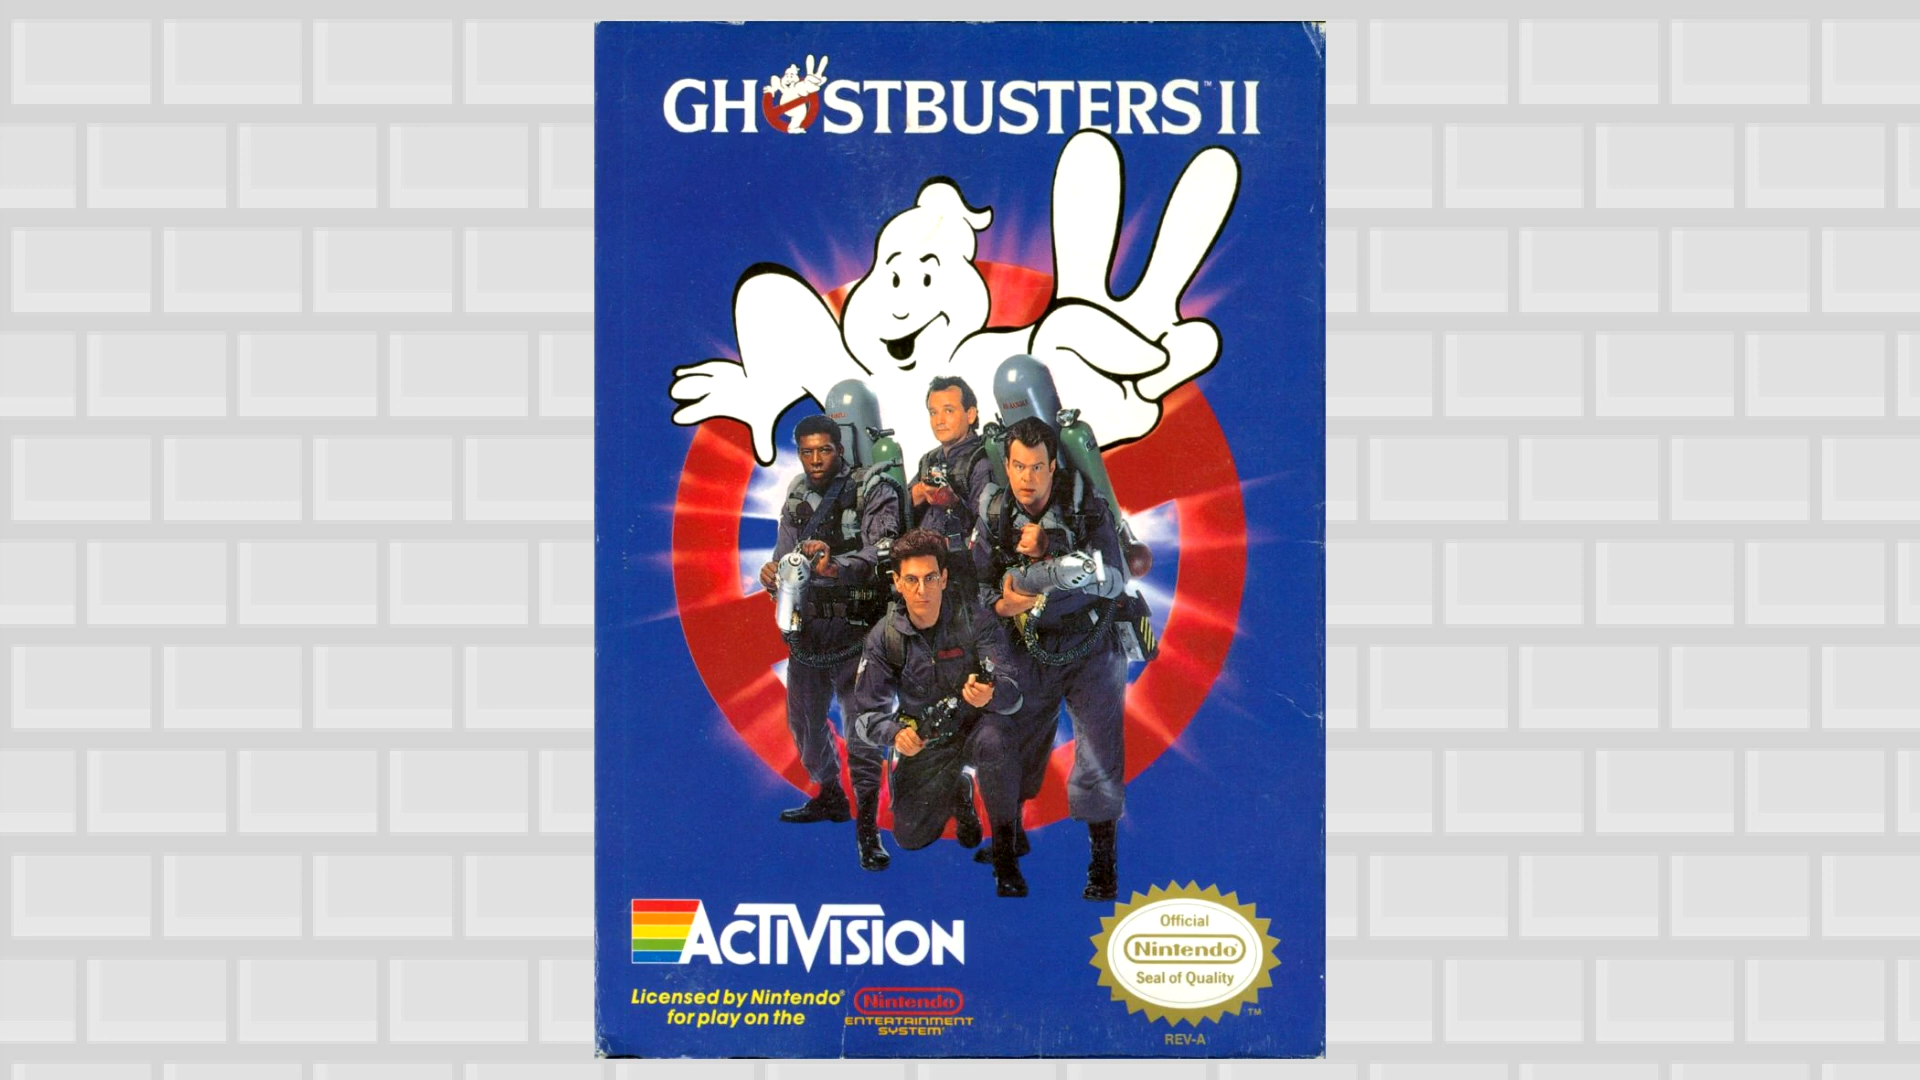 GHOSTBUSTERS™ II
ACTIVISION
Licensed by Nintendo®
for play on the
Nintendo®
ENTERTAINMENT
SYSTEM®
Official
Nintendo®
Seal of Quality
TM
REV-A